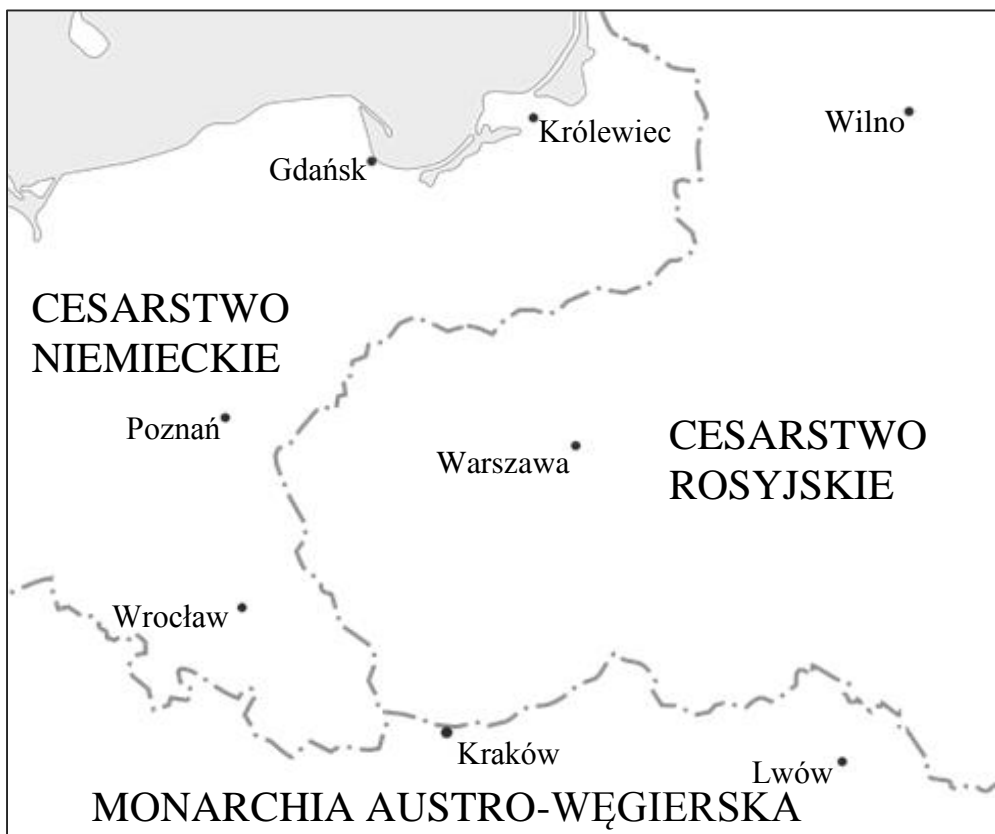 Wilno
Królewiec
Gdańsk
CESARSTWO
NIEMIECKIE
Poznań
CESARSTWO
ROSYJSKIE
Warszawa
Wrocław
Kraków
Lwów
MONARCHIA AUSTRO-WĘGIERSKA